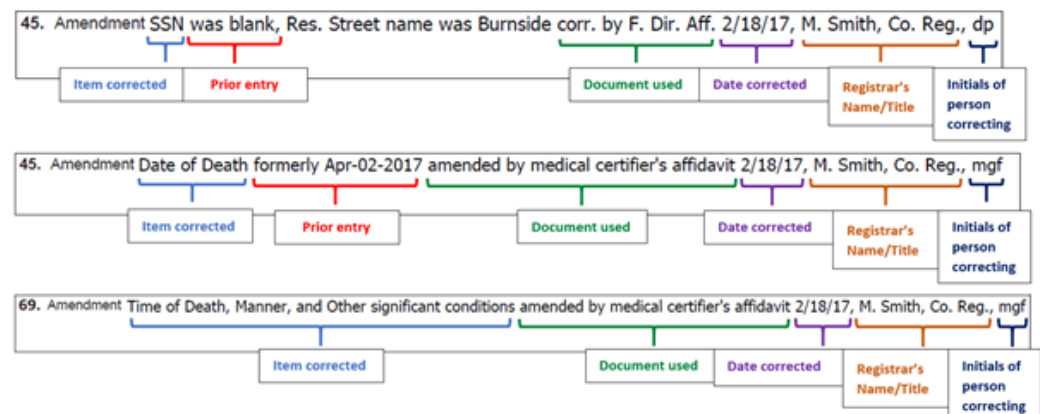 45. Amendment SSN was blank, Res. Street name was Burnside corr. by F. Dir. Aff. 2/18/17, M. Smith, Co. Reg., dp
Item corrected
Prior entry
Document used
Date corrected
Registrar's
Name/Title
Initials of
person
correcting
45. Amendment Date of Death formerly Apr-02-2017 amended by medical certifier's affidavit 2/18/17, M. Smith, Co. Reg., mgf
Item corrected
Prior entry
Document used
Date corrected
Registrar's
Name/Title
Initials of
person
correcting
69. Amendment Time of Death, Manner, and Other significant conditions amended by medical certifier's affidavit 2/18/17, M. Smith, Co. Reg., mgf
Item corrected
Document used
Date corrected
Registrar's
Name/Title
Initials of
person
correcting